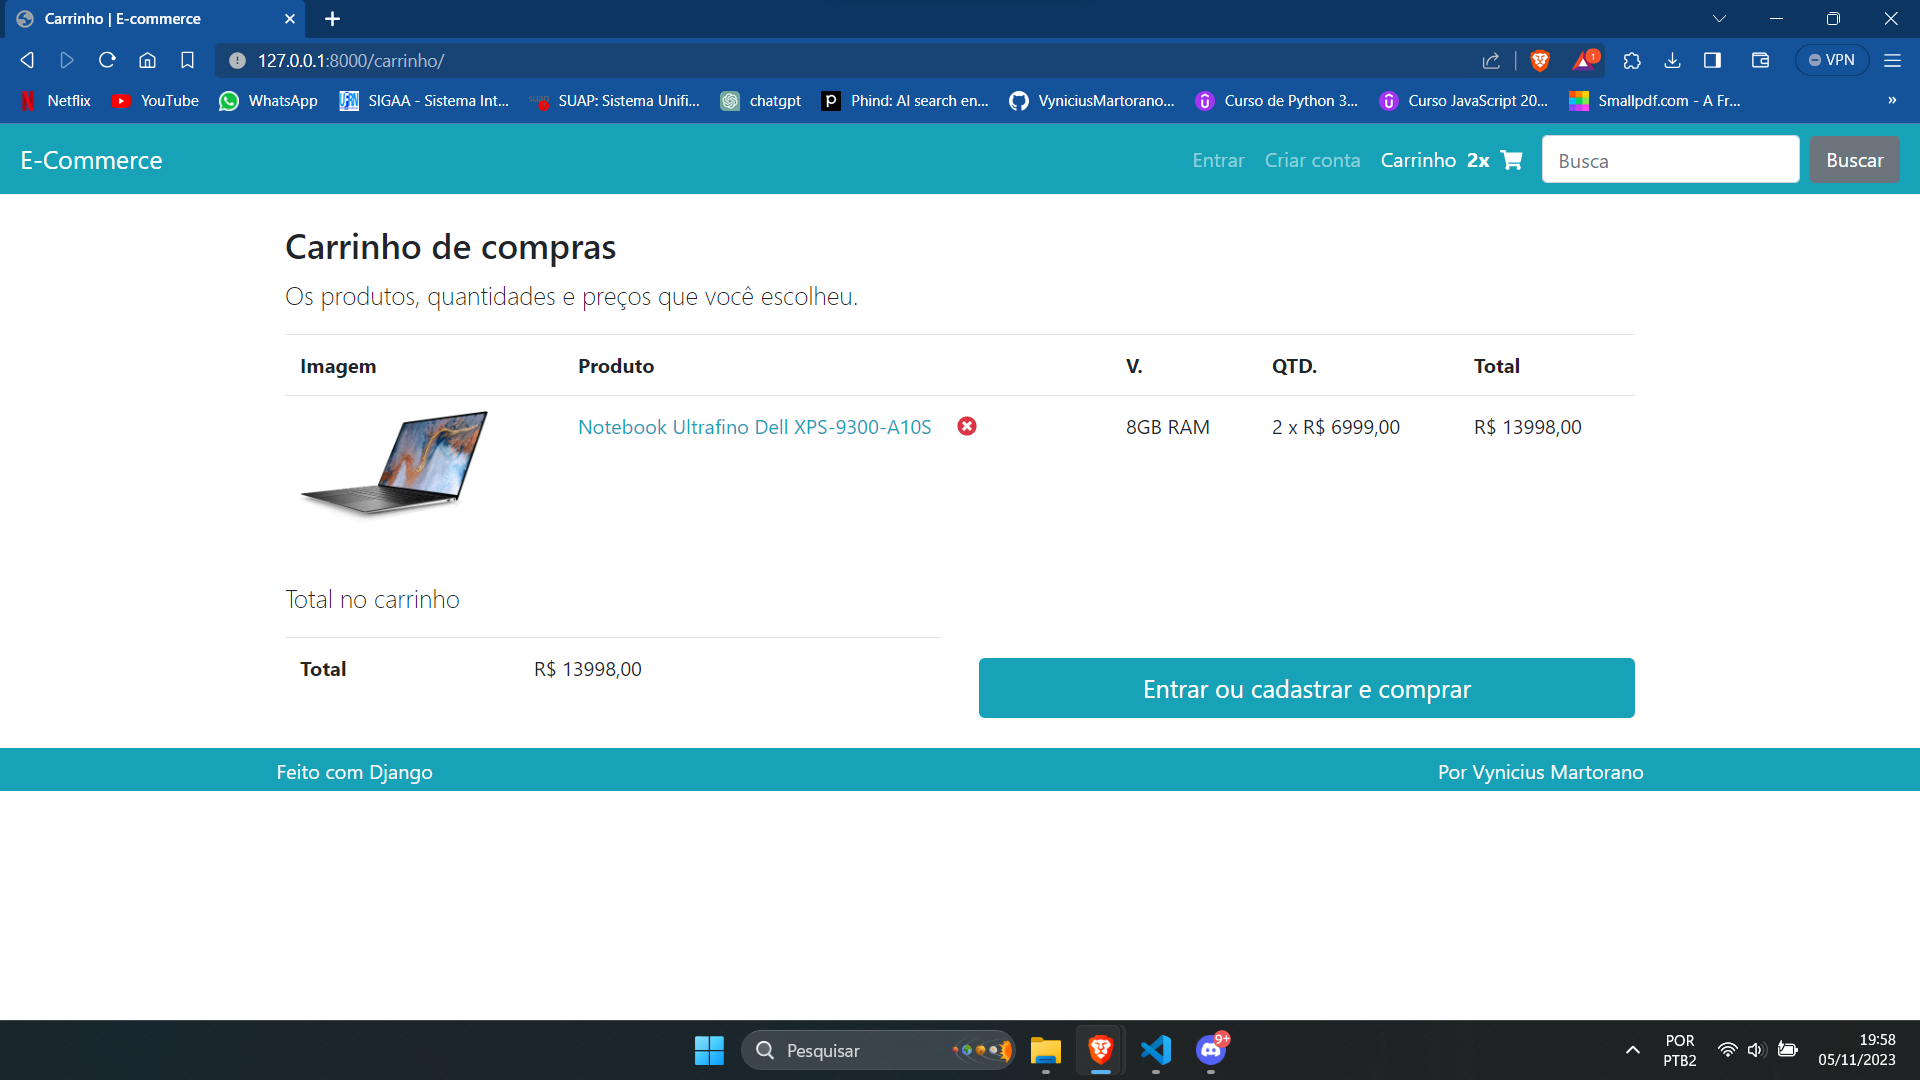 Carrinho | E-commerce
127.0.0.1:8000/carrinho/
1
VPN
Netflix
YouTube
WhatsApp
SIGAA - Sistema Int...
suap
SUAP: Sistema Unifi...
chatgpt
Phind: AI search en...
VyniciusMartorano...
Curso de Python 3...
Curso JavaScript 20...
Smallpdf.com - A Fr...
»
E-Commerce
Entrar
Criar conta
Carrinho 2x
Busca
Buscar
Carrinho de compras
Os produtos, quantidades e preços que você escolheu.
Imagem Produto V. QTD. Total
Notebook Ultrafino Dell XPS-9300-A10S 8GB RAM 2 x R$ 6999,00 R$ 13998,00
Total no carrinho
Total R$ 13998,00
Entrar ou cadastrar e comprar
Feito com Django
Por Vynicius Martorano
Pesquisar
9+
POR
PTB2
19:58
05/11/2023